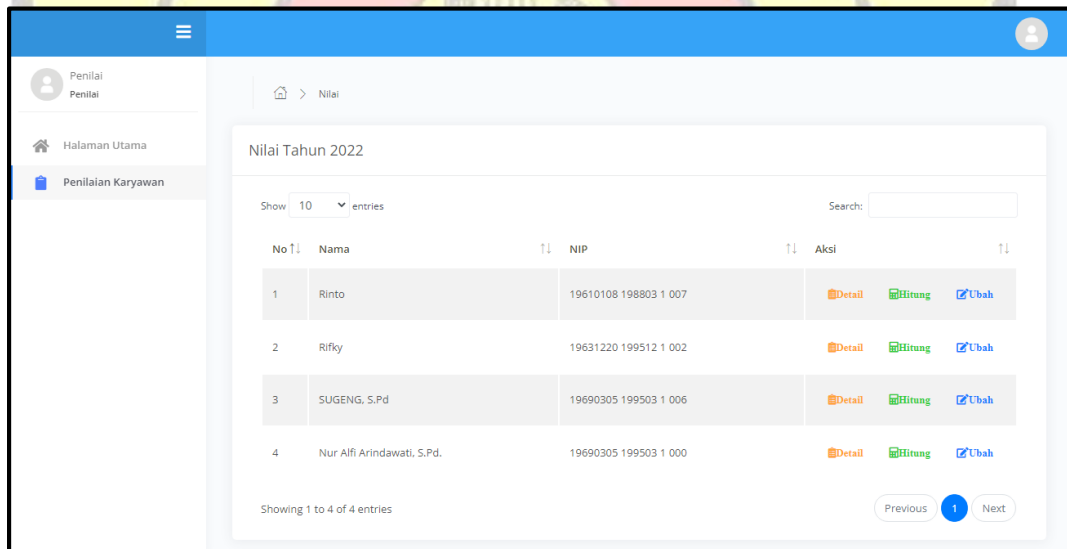 Penilai
Penilai
Nilai
Halaman Utama
Penilaian Karyawan
Nilai Tahun 2022
Show 10 entries Search:
No Nama NIP Aksi
1 Rinto 19610108 198803 1 007 Detail Hitung Ubah
2 Rifky 19631220 199512 1 002 Detail Hitung Ubah
3 SUGENG, S.Pd 19690305 199503 1 006 Detail Hitung Ubah
4 Nur Alfi Arindawati, S.Pd. 19690305 199503 1 000 Detail Hitung Ubah
Showing 1 to 4 of 4 entries Previous 1 Next